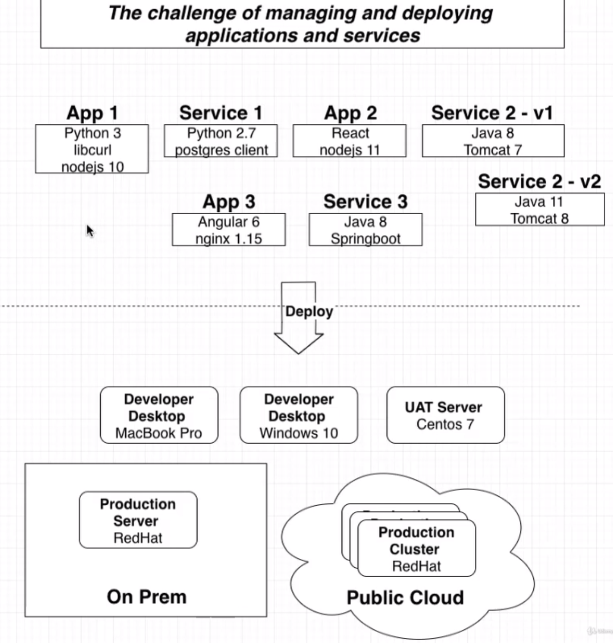 The challenge of managing and deploying
applications and services
App 1
Python 3
libcurl
nodejs 10
Service 1
Python 2.7
postgres client
App 2
React
nodejs 11
Service 2 - v1
Java 8
Tomcat 7
Service 2 - v2
Java 11
Tomcat 8
App 3
Angular 6
nginx 1.15
Service 3
Java 8
Springboot
Deploy
Developer
Desktop
MacBook Pro
Developer
Desktop
Windows 10
UAT Server
Centos 7
Production
Server
RedHat
On Prem
Production
Cluster
RedHat
Public Cloud